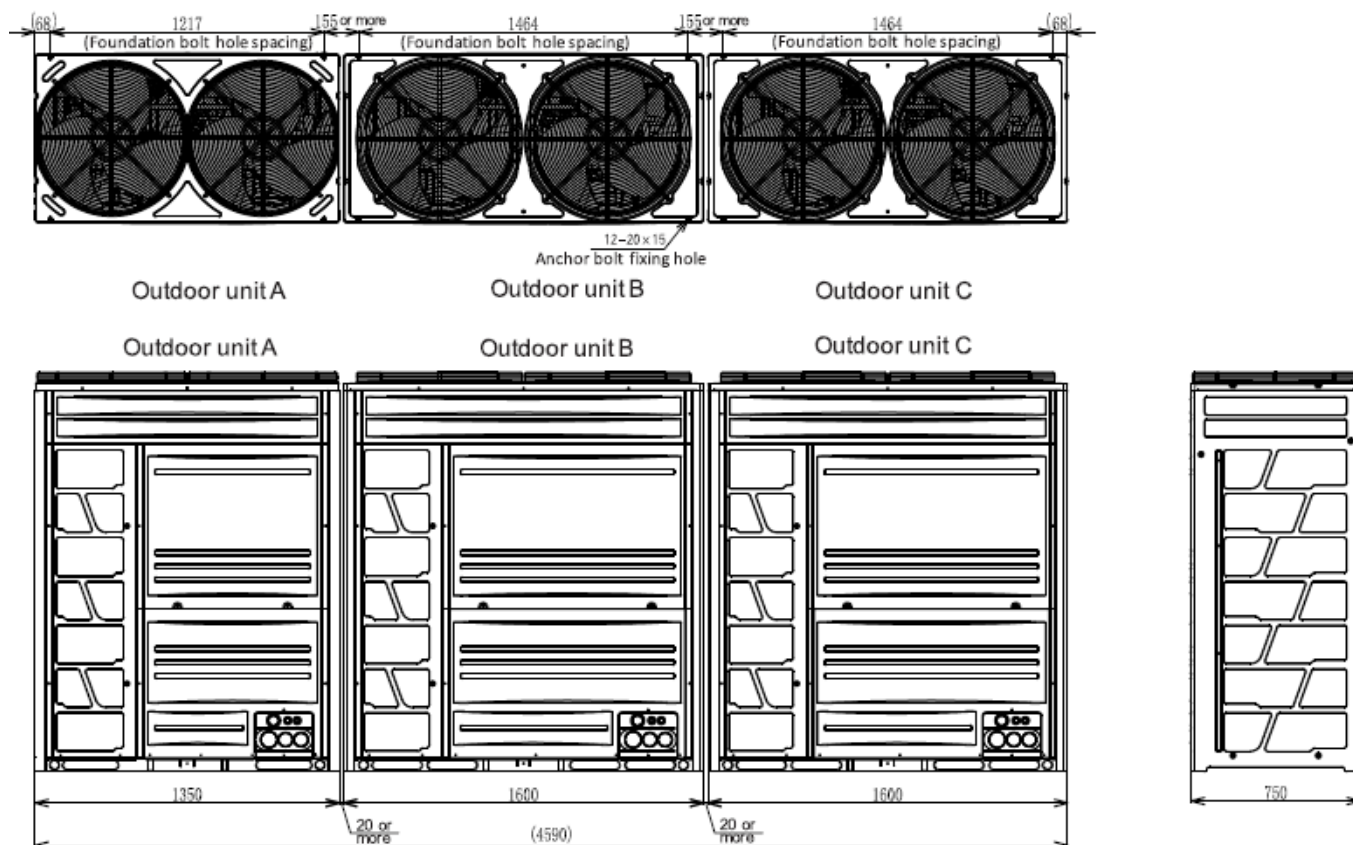 (68) 1217 155 or more 1464 155 or more 1464 (68)
(Foundation bolt hole spacing) (Foundation bolt hole spacing) (Foundation bolt hole spacing)
12-20×15
Anchor bolt fixing hole
Outdoor unit A Outdoor unit B Outdoor unit C
Outdoor unit A Outdoor unit B Outdoor unit C
1350 1600 1600 750
20 or more 20 or more
(4590)